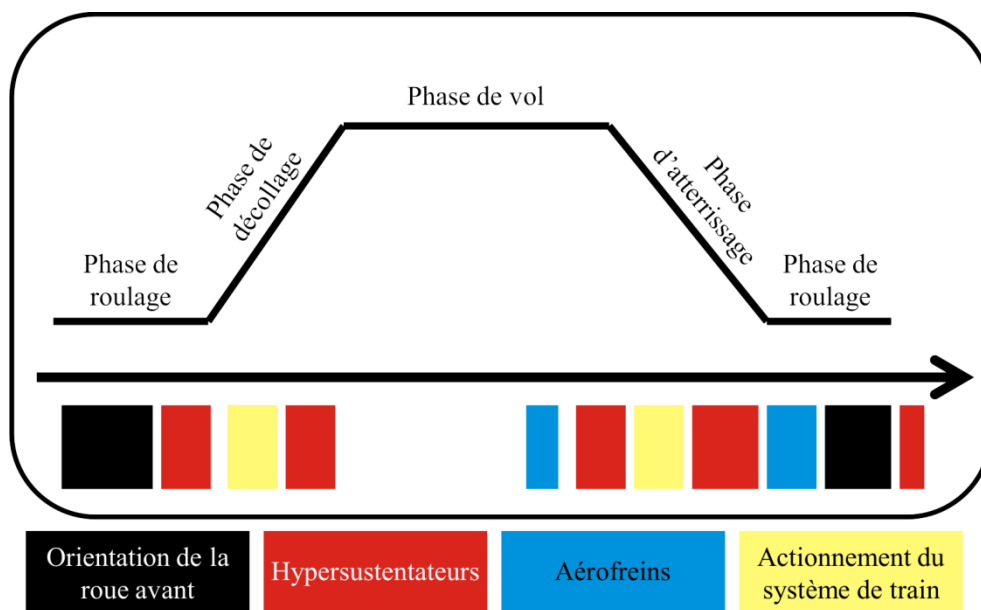 Phase de vol
Phase de
décollage
Phase
d'atterrissage
Phase de
roulage
Phase de
roulage
Orientation de la
roue avant
Hypersustentateurs
Aérofreins
Actionnement du
système de train